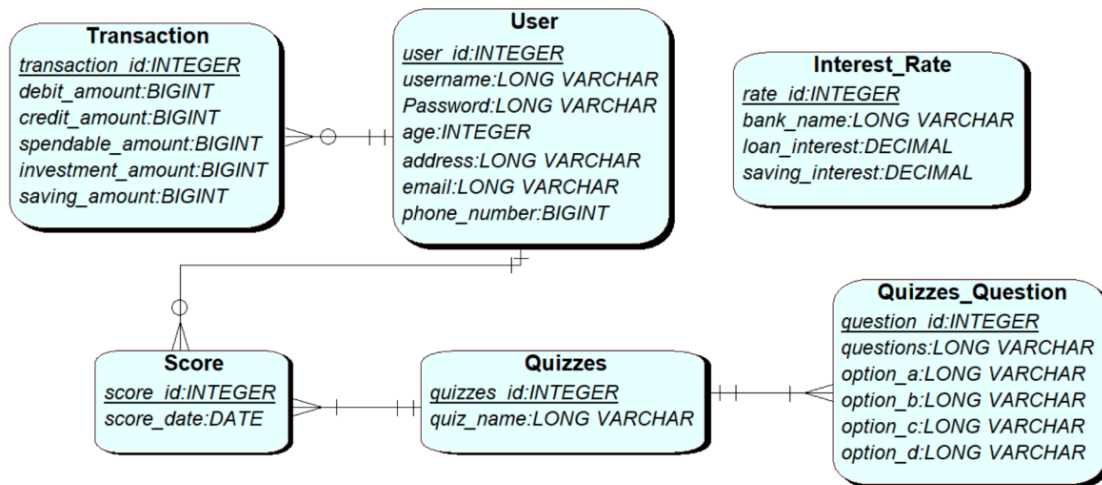 Transaction
transaction_id:INTEGER
debit_amount:BIGINT
credit_amount:BIGINT
spendable_amount:BIGINT
investment_amount:BIGINT
saving_amount:BIGINT
User
user_id:INTEGER
username:LONG VARCHAR
Password:LONG VARCHAR
age:INTEGER
address:LONG VARCHAR
email:LONG VARCHAR
phone_number:BIGINT
Interest_Rate
rate_id:INTEGER
bank_name:LONG VARCHAR
loan_interest:DECIMAL
saving_interest:DECIMAL
Score
score_id:INTEGER
score_date:DATE
Quizzes
quizzes_id:INTEGER
quiz_name:LONG VARCHAR
Quizzes_Question
question_id:INTEGER
questions:LONG VARCHAR
option_a:LONG VARCHAR
option_b:LONG VARCHAR
option_c:LONG VARCHAR
option_d:LONG VARCHAR